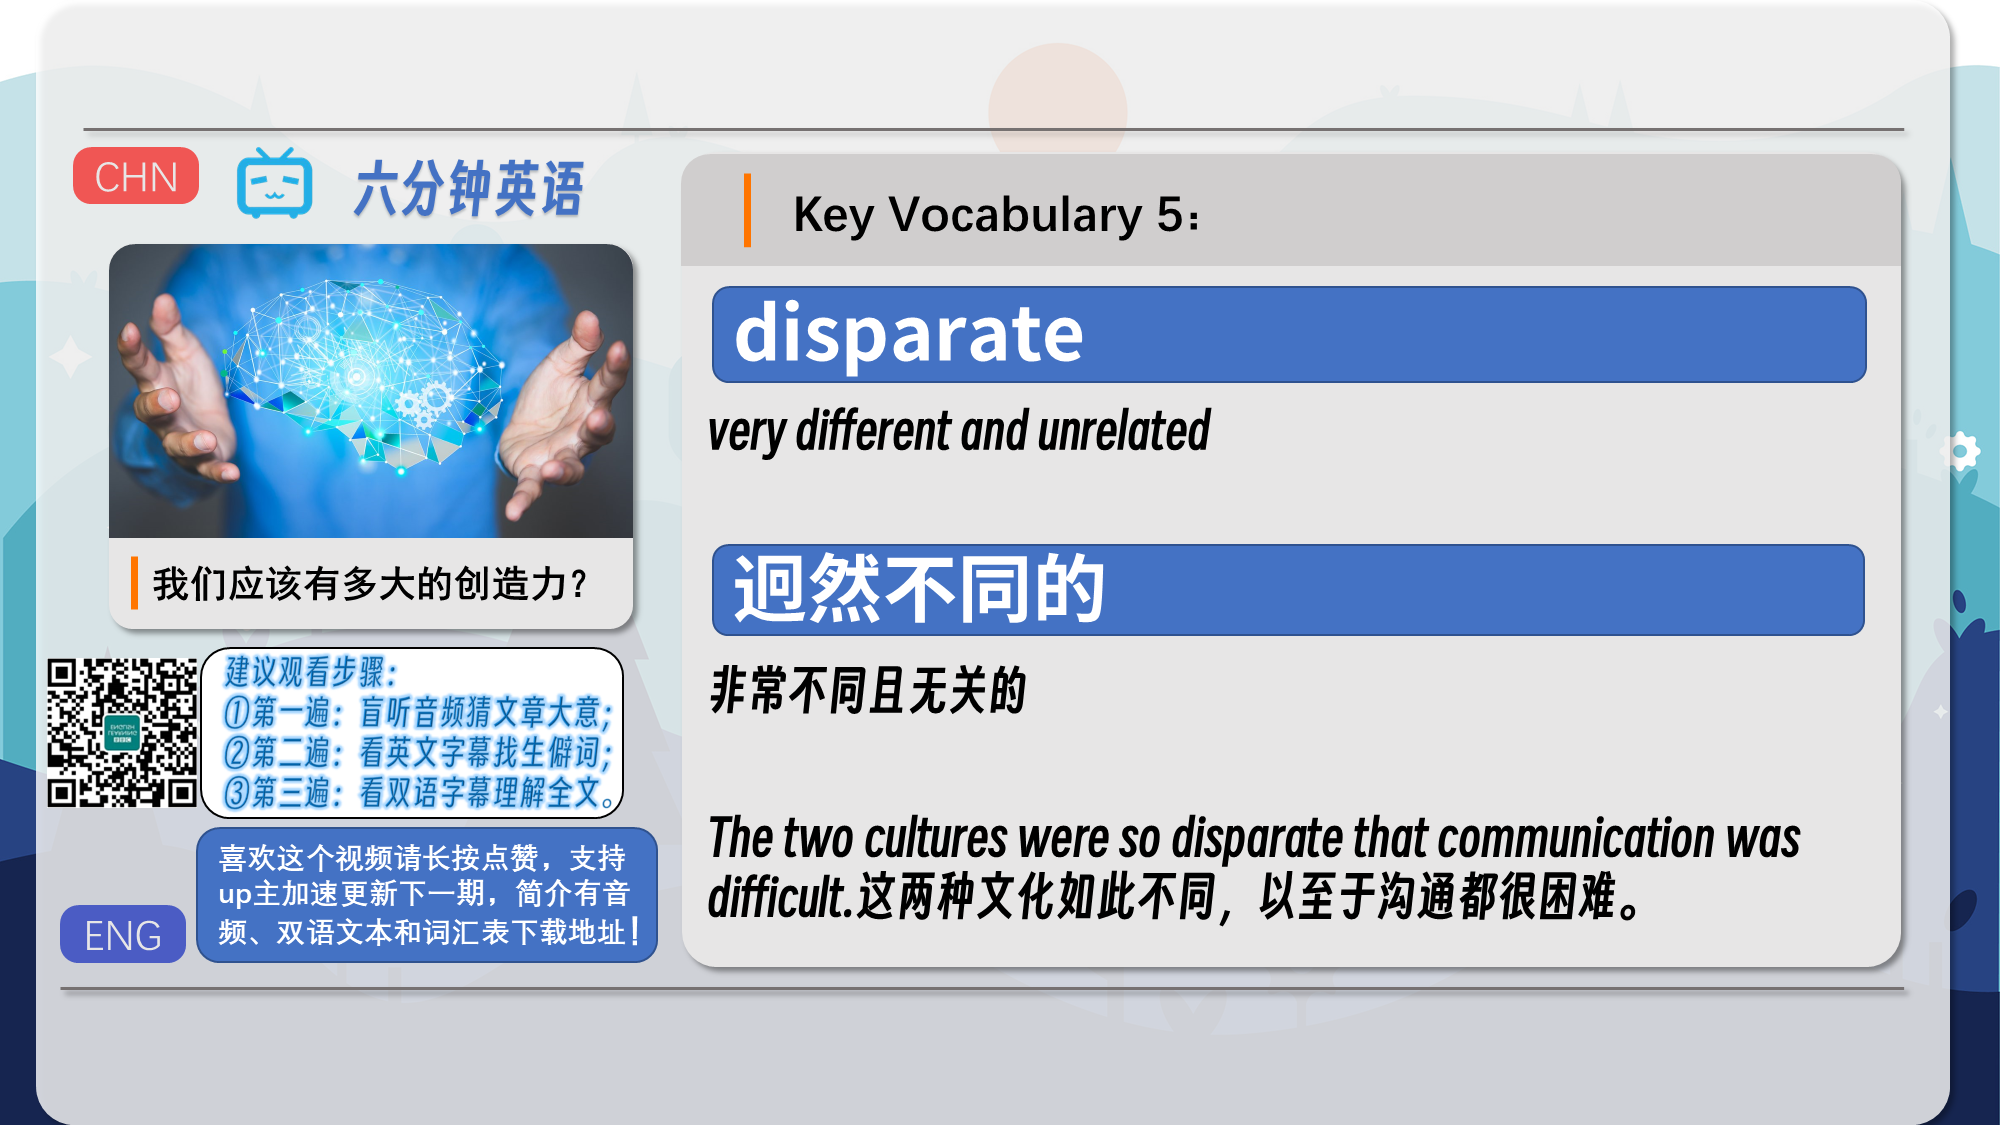 CHN
六分钟英语
我们应该有多大的创造力?
建议观看步骤:
①第一遍: 盲听音频猜文章大意;
②第二遍: 看英文字幕找生僻词;
③第三遍: 看双语字幕理解全文。
喜欢这个视频请长按点赞，支持
up主加速更新下一期，简介有音
频、双语文本和词汇表下载地址!
ENG
Key Vocabulary 5:
disparate
very different and unrelated
迥然不同的
非常不同且无关的
The two cultures were so disparate that communication was
difficult.这两种文化如此不同，以至于沟通都很困难。